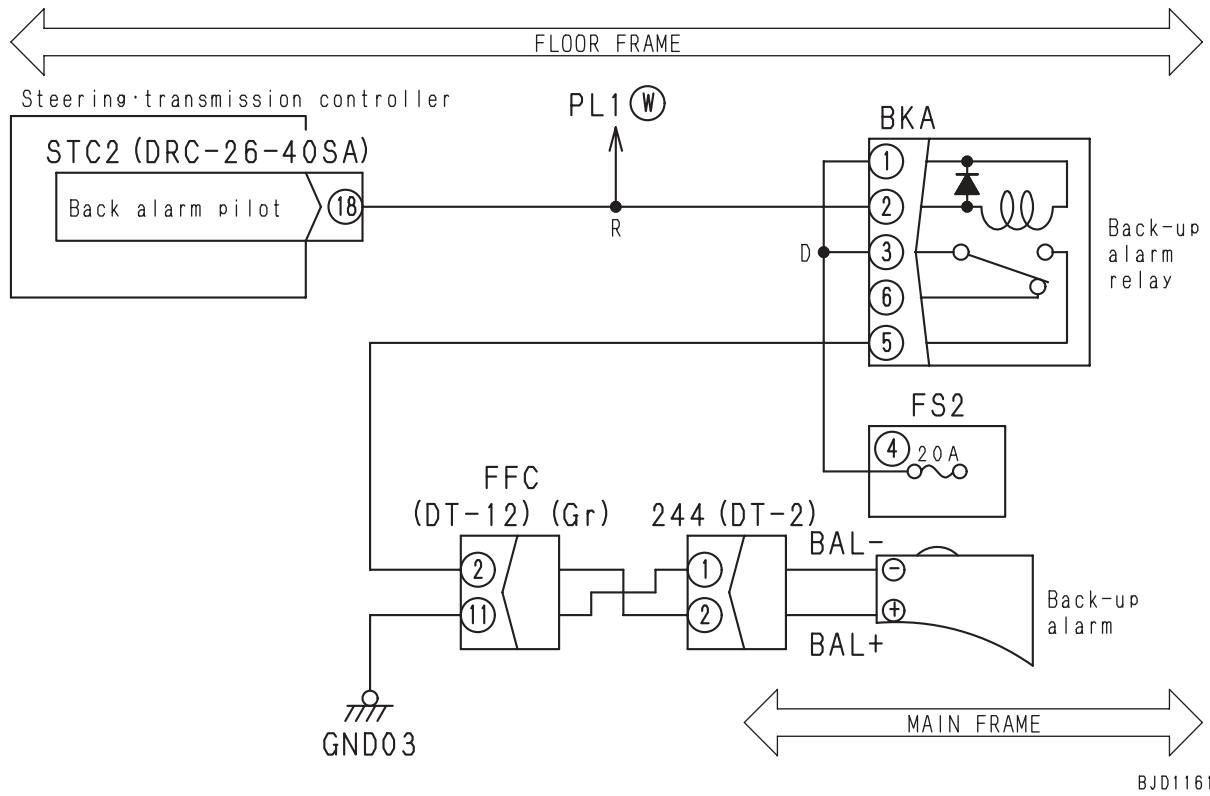 FLOOR FRAME
Steering·transmission controller
STC2 (DRC-26-40SA)
Back alarm pilot
18
PL1 W
R
BKA
1
2
D
3
6
5
Back-up
alarm
relay
FS2
4
20A
FFC
(DT-12) (Gr)
244 (DT-2)
2
11
1
2
BAL-
−
+
BAL+
Back-up
alarm
GND03
MAIN FRAME
BJD1161